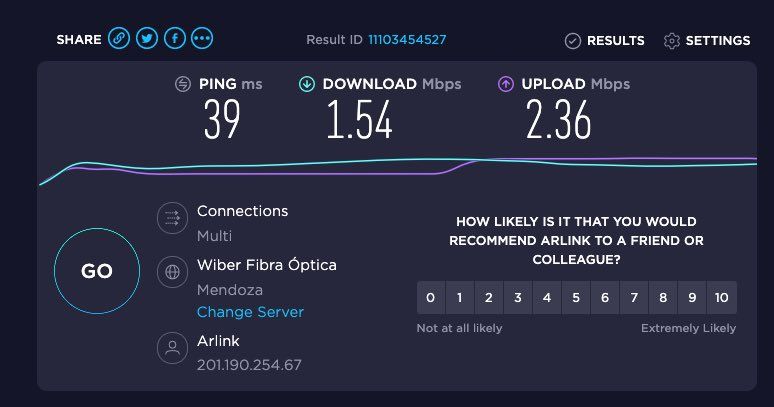 SHARE
Result ID 11103454527
RESULTS
SETTINGS
PING ms
39
DOWNLOAD Mbps
1.54
UPLOAD Mbps
2.36
GO
Connections
Multi
Wiber Fibra Óptica
Mendoza
Change Server
Arlink
201.190.254.67
HOW LIKELY IS IT THAT YOU WOULD
RECOMMEND ARLINK TO A FRIEND OR
COLLEAGUE?
0 1 2 3 4 5 6 7 8 9 10
Not at all likely
Extremely Likely